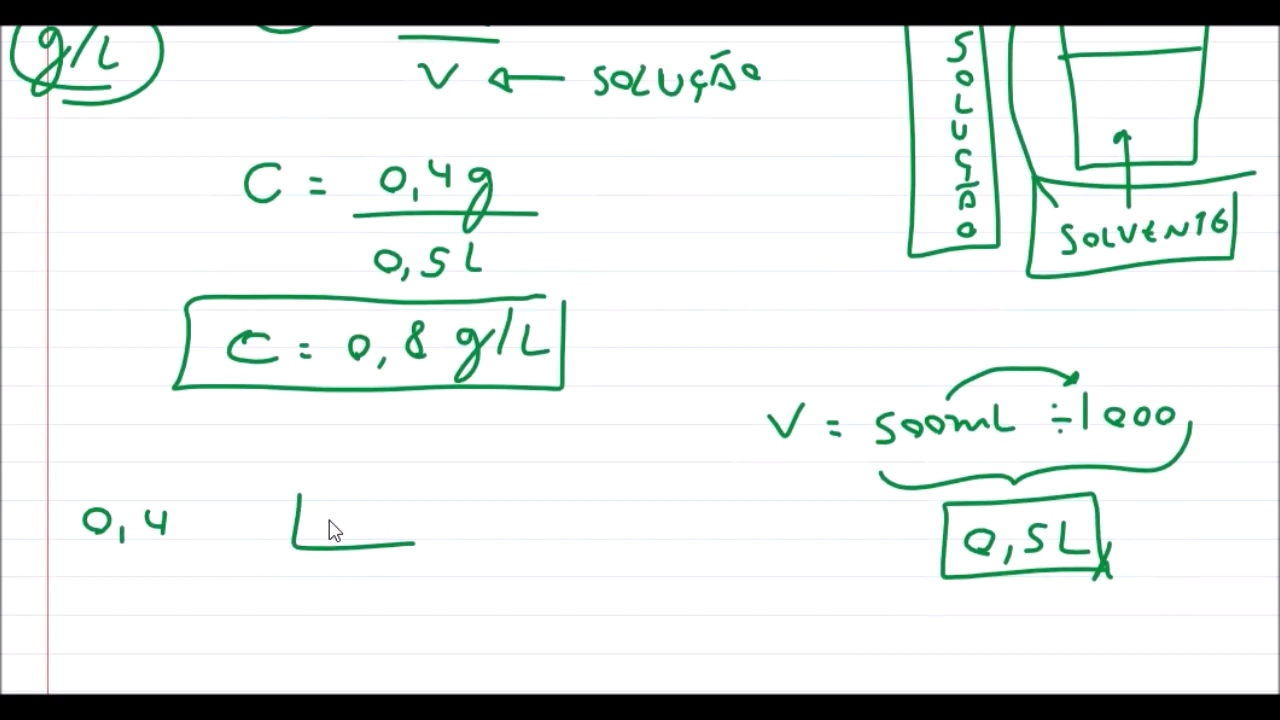 g/L
V ← SOLUÇÃO
C = 0,4g
0,5L
C = 0,8 g/L
SOLUÇÃO
SOLVENTE
V = 500mL ÷1000
0,5L
0,4